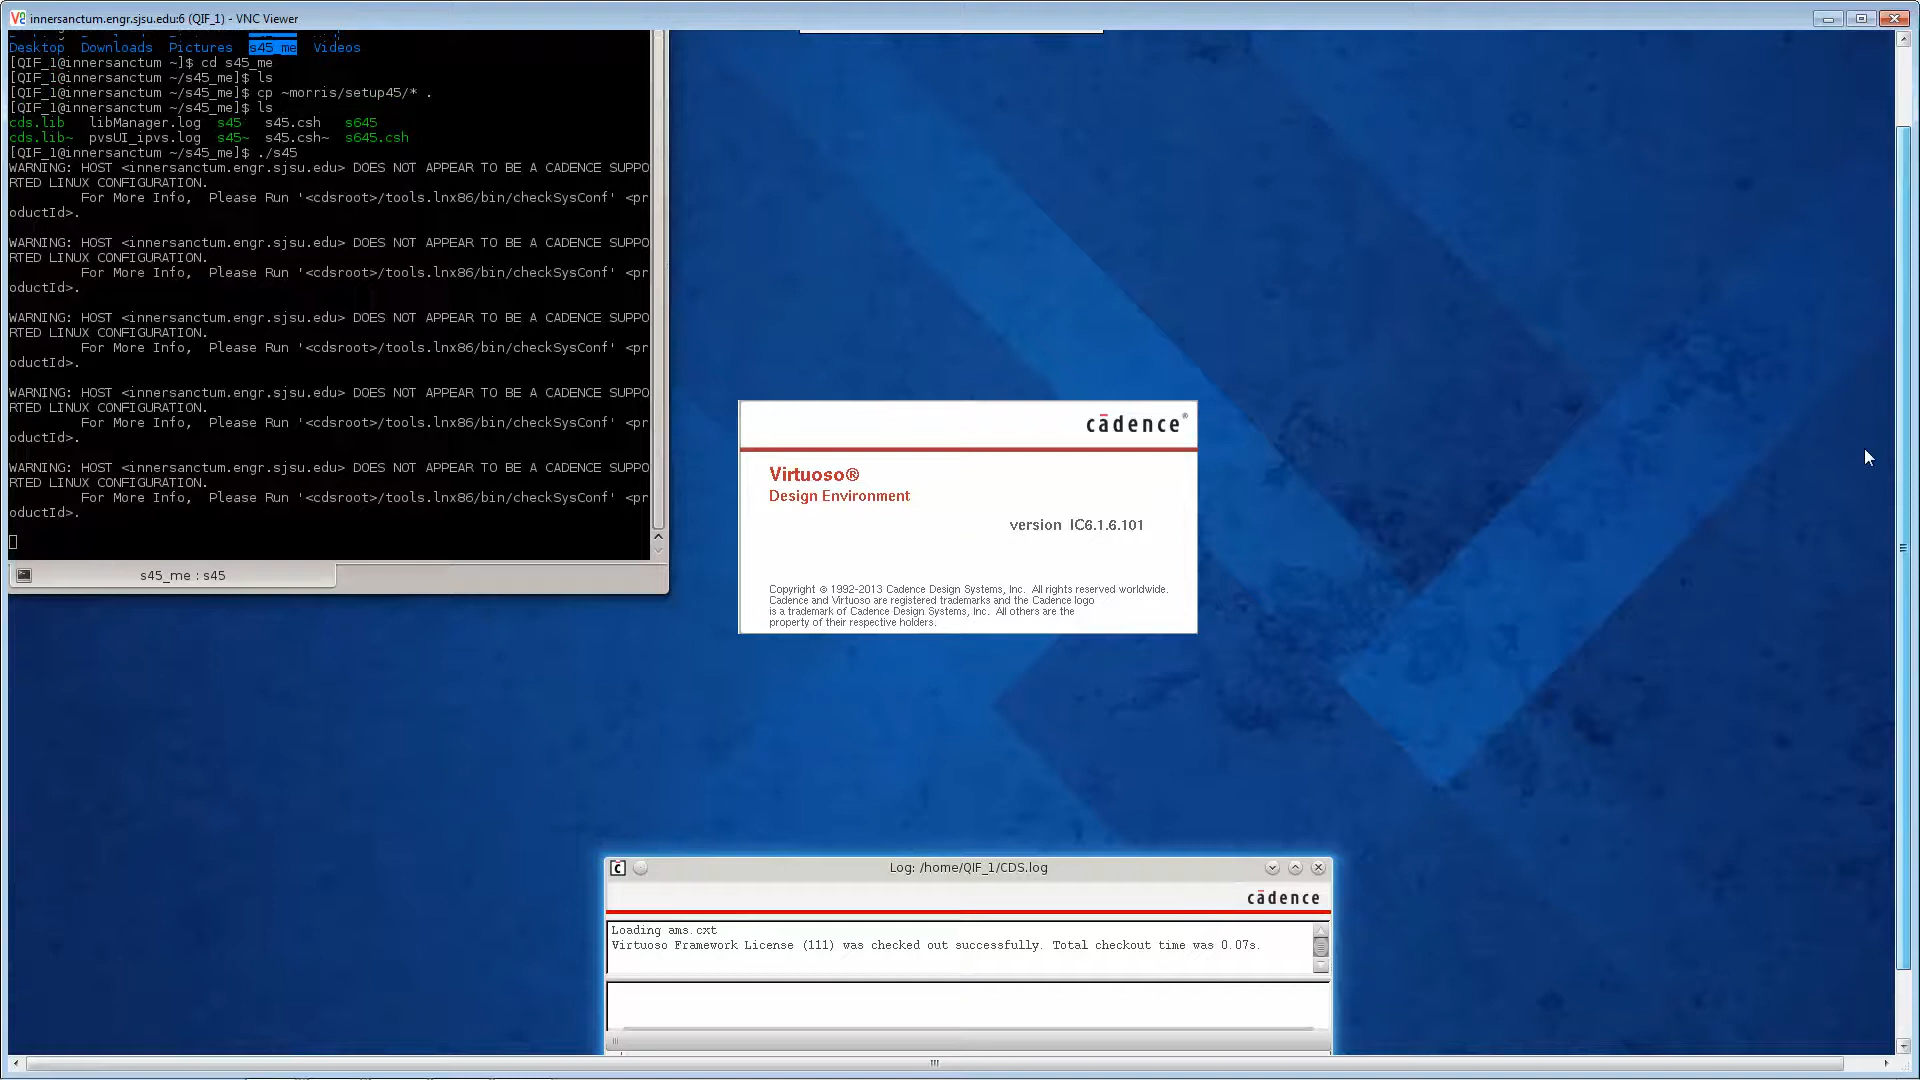 innersanctum.engr.sjsu.edu:6 (QIF_1) - VNC Viewer
Desktop Downloads Pictures s45_me Videos
[QIF_1@innersanctum ~]$ cd s45_me
[QIF_1@innersanctum ~/s45_me]$ ls
[QIF_1@innersanctum ~/s45_me]$ cp ~morris/setup45/* .
[QIF_1@innersanctum ~/s45_me]$ ls
cds.lib libManager.log s45 s45.csh s645
cds.lib~ pvsUI_ipvs.log s45~ s45.csh~ s645.csh
[QIF_1@innersanctum ~/s45_me]$ ./s45
WARNING: HOST <innersanctum.engr.sjsu.edu> DOES NOT APPEAR TO BE A CADENCE SUPPO
RTED LINUX CONFIGURATION.
For More Info, Please Run '<cdsroot>/tools.lnx86/bin/checkSysConf' <pr
oductId>.
WARNING: HOST <innersanctum.engr.sjsu.edu> DOES NOT APPEAR TO BE A CADENCE SUPPO
RTED LINUX CONFIGURATION.
For More Info, Please Run '<cdsroot>/tools.lnx86/bin/checkSysConf' <pr
oductId>.
WARNING: HOST <innersanctum.engr.sjsu.edu> DOES NOT APPEAR TO BE A CADENCE SUPPO
RTED LINUX CONFIGURATION.
For More Info, Please Run '<cdsroot>/tools.lnx86/bin/checkSysConf' <pr
oductId>.
WARNING: HOST <innersanctum.engr.sjsu.edu> DOES NOT APPEAR TO BE A CADENCE SUPPO
RTED LINUX CONFIGURATION.
For More Info, Please Run '<cdsroot>/tools.lnx86/bin/checkSysConf' <pr
oductId>.
WARNING: HOST <innersanctum.engr.sjsu.edu> DOES NOT APPEAR TO BE A CADENCE SUPPO
RTED LINUX CONFIGURATION.
For More Info, Please Run '<cdsroot>/tools.lnx86/bin/checkSysConf' <pr
oductId>.
s45_me : s45
cādence®
Virtuoso®
Design Environment
version IC6.1.6.101
Copyright © 1992-2013 Cadence Design Systems, Inc. All rights reserved worldwide.
Cadence and Virtuoso are registered trademarks and the Cadence logo
is a trademark of Cadence Design Systems, Inc. All others are the
property of their respective holders.
Log: /home/QIF_1/CDS.log
cādence
Loading ams.cxt
Virtuoso Framework License (111) was checked out successfully. Total checkout time was 0.07s.